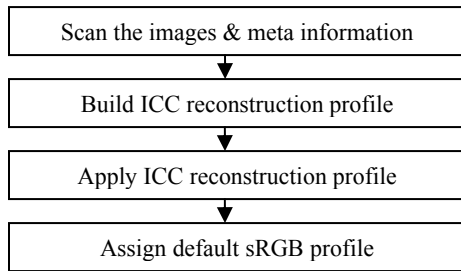 Scan the images & meta information
Build ICC reconstruction profile
Apply ICC reconstruction profile
Assign default sRGB profile